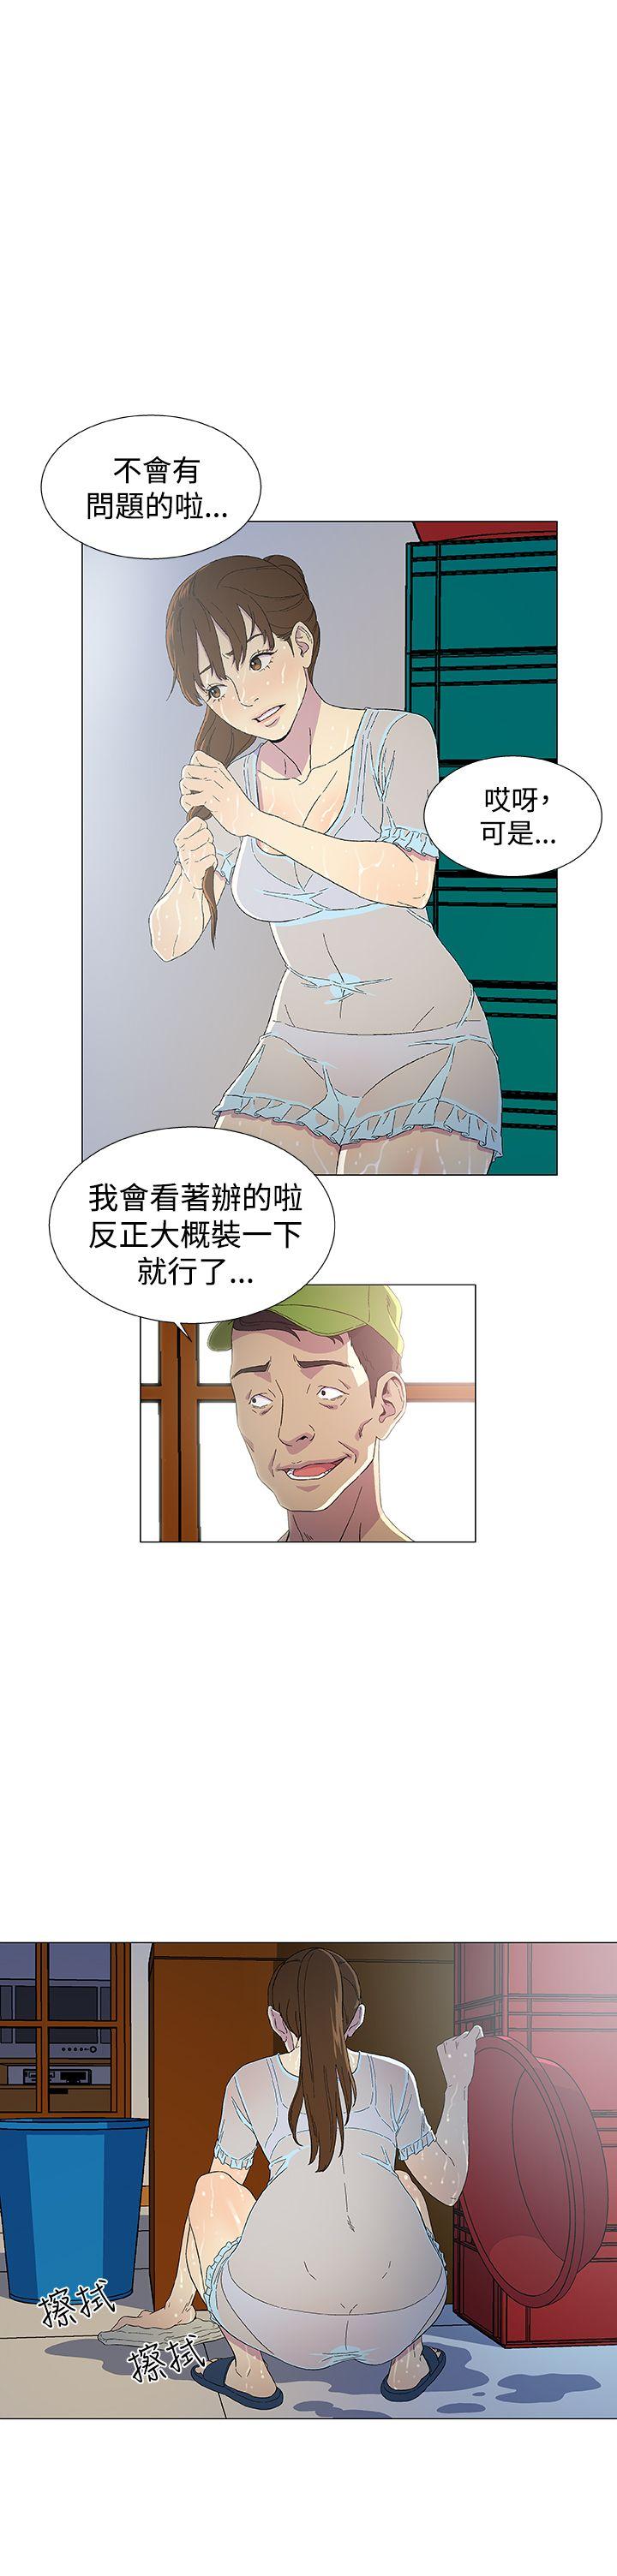 不會有
問題的啦…
哎呀,
可是…
我會看著辦的啦
反正大概裝一下
就行了…
擦拭
擦拭